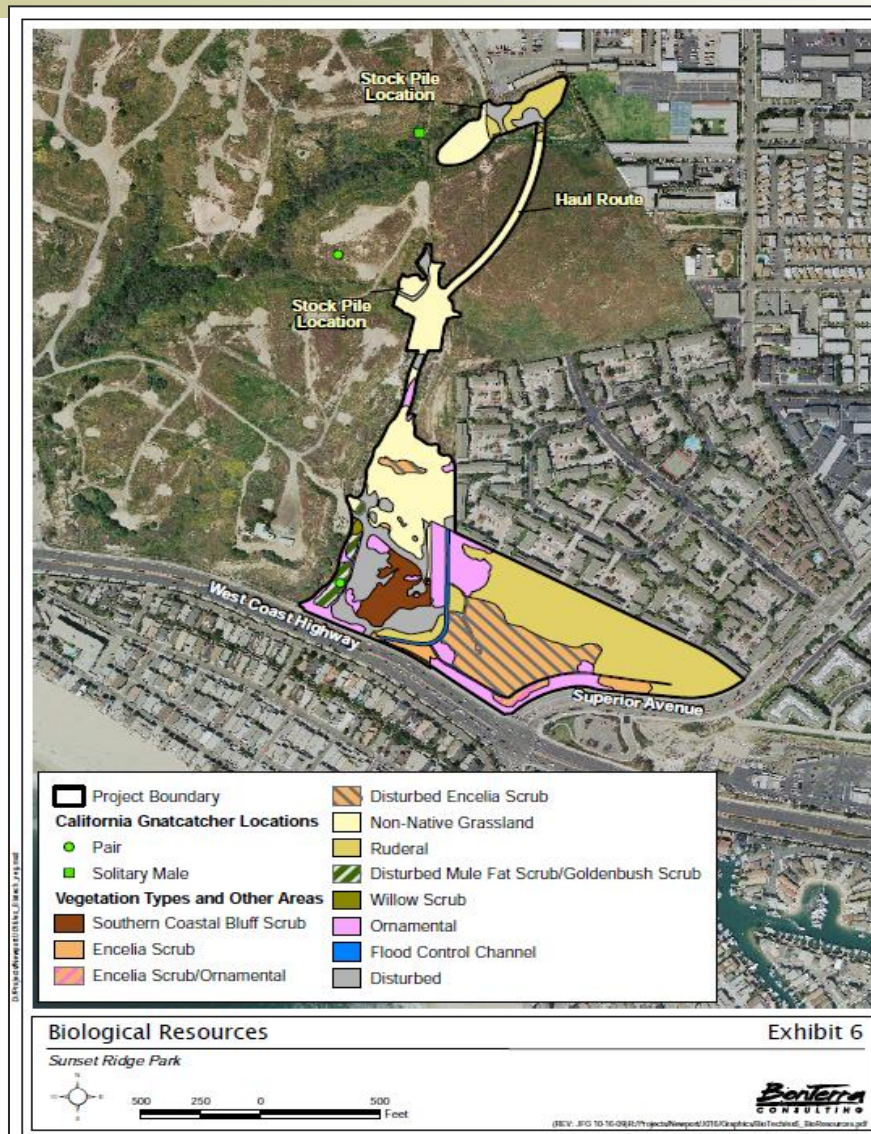 Stock Pile
Location
Haul Route
Stock Pile
Location
West Coast Highway
Superior Avenue
Project Boundary
California Gnatcatcher Locations
Pair
Solitary Male
Vegetation Types and Other Areas
Southern Coastal Bluff Scrub
Encelia Scrub
Encelia Scrub/Ornamental
Disturbed Encelia Scrub
Non-Native Grassland
Ruderal
Disturbed Mule Fat Scrub/Goldenbush Scrub
Willow Scrub
Ornamental
Flood Control Channel
Disturbed
Biological Resources
Exhibit 6
Sunset Ridge Park
500 250 0 500
Feet
BonTerra
CONSULTING